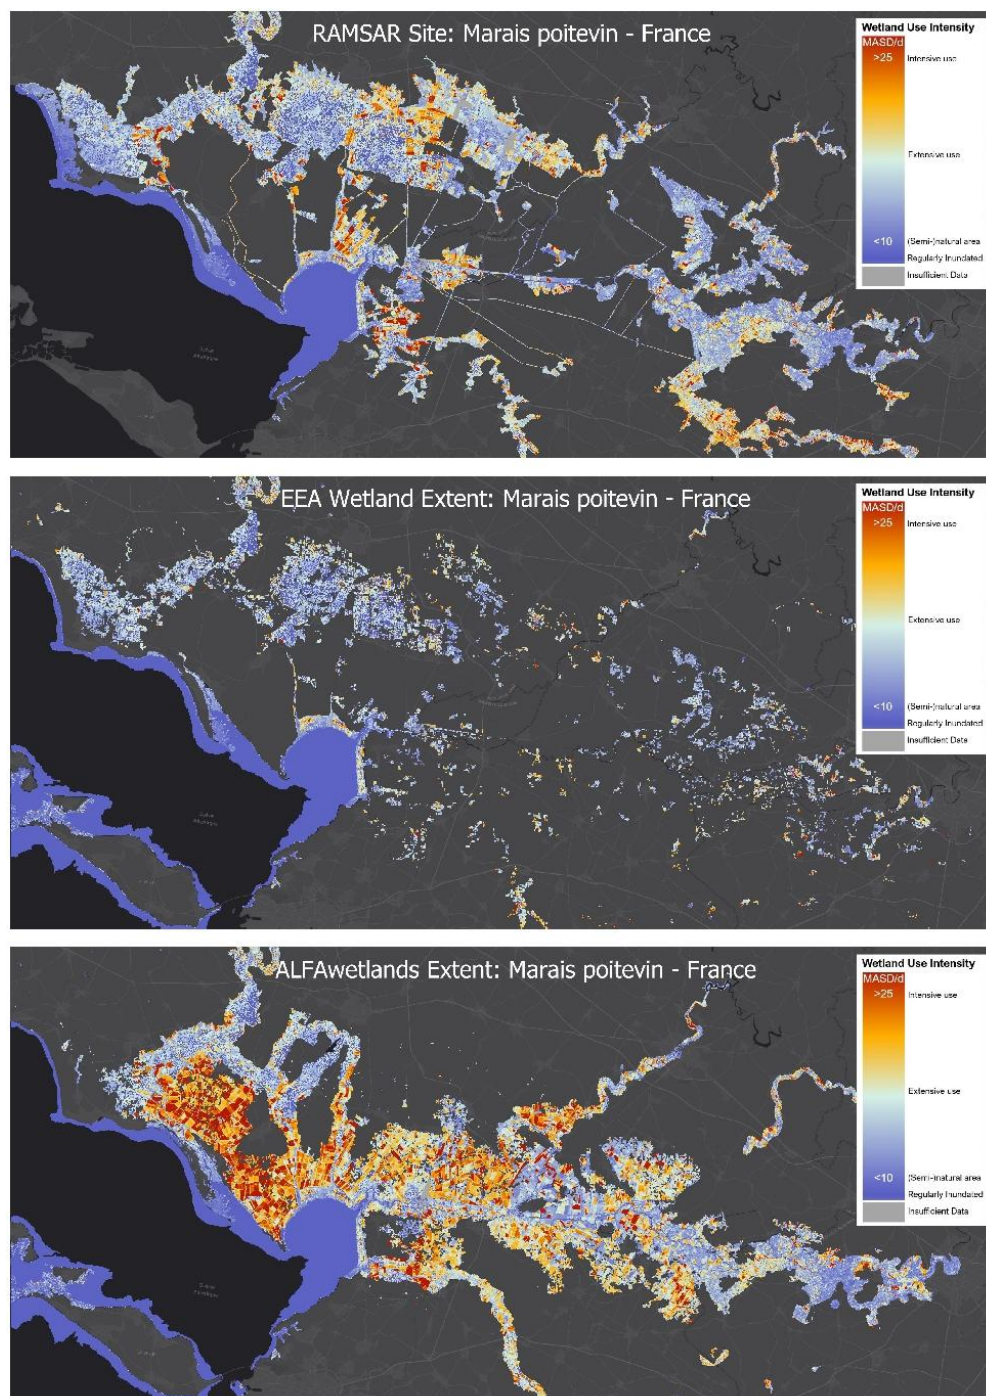 RAMSAR Site: Marais poitevin - France
Wetland Use Intensity
MASD/d
>25 Intensive use
Extensive use
<10 (Semi-)natural area
Regularly Inundated
Insufficient Data
EEA Wetland Extent: Marais poitevin - France
Wetland Use Intensity
MASD/d
>25 Intensive use
Extensive use
<10 (Semi-)natural area
Regularly Inundated
Insufficient Data
ALFAwetlands Extent: Marais poitevin - France
Wetland Use Intensity
MASD/d
>25 Intensive use
Extensive use
<10 (Semi-)natural area
Regularly Inundated
Insufficient Data